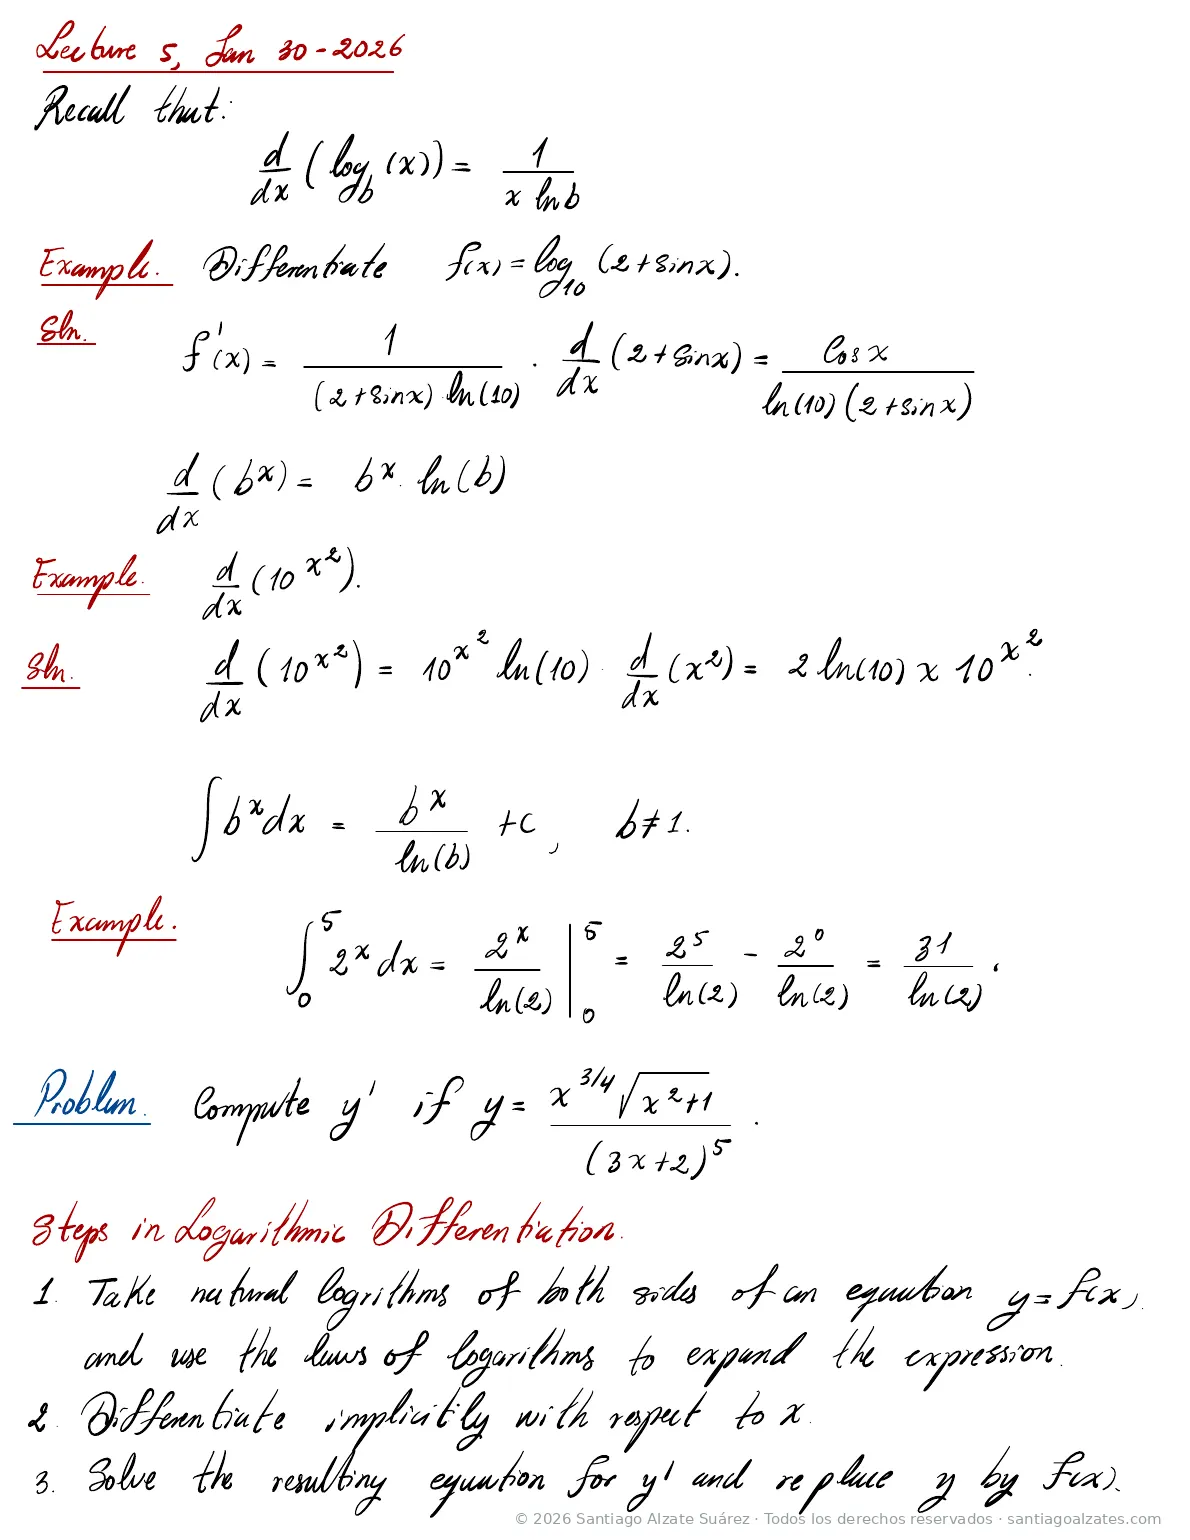 Lecture 5, Jan 30-2026
Recall that:
d/dx (log_b (x)) = 1/(x ln b)
Example. Differentiate f(x) = log_10 (2+sinx).
Sln. f'(x) = 1/((2+sinx) ln(10)) · d/dx (2+sinx) = Cos x/(ln(10)(2+sinx))
d/dx (b^x) = b^x · ln(b)
Example. d/dx (10^{x^2}).
Sln. d/dx (10^{x^2}) = 10^{x^2} ln(10) · d/dx (x^2) = 2 ln(10) x 10^{x^2}.
∫ b^x dx = b^x/ln(b) + C, b≠1.
Example. ∫_0^5 2^x dx = 2^x/ln(2) |_0^5 = 2^5/ln(2) - 2^0/ln(2) = 31/ln(2).
Problem. Compute y' if y = x^{3/4} √(x^2+1)/(3x+2)^5.
Steps in Logarithmic Differentiation.
1. Take natural logrithms of both sides of an equation y = f(x),
and use the laws of logarithms to expand the expression.
2. Differentiate implicitily with respect to x.
3. Solve the resulting equation for y' and replace y by f(x).
© 2026 Santiago Alzate Suárez · Todos los derechos reservados · santiagoalzates.com